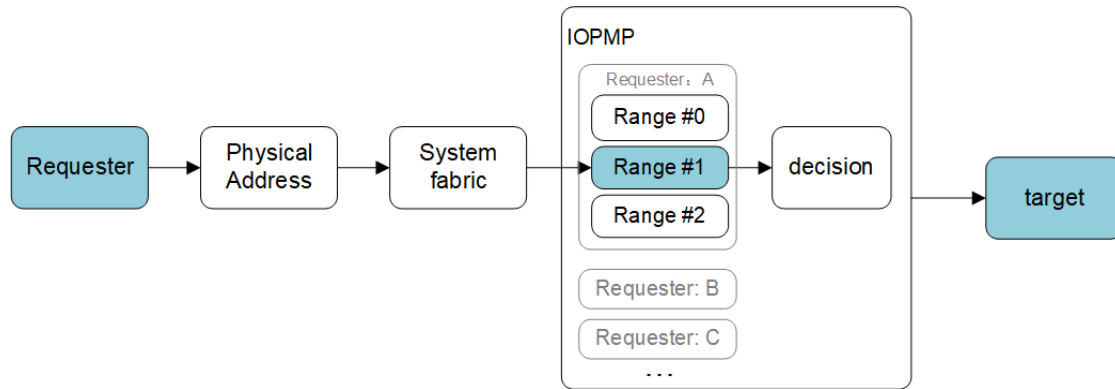 IOPMP
Requester：A
Range #0
Requester
Physical
Address
System
fabric
Range #1
decision
target
Range #2
Requester: B
Requester: C
...